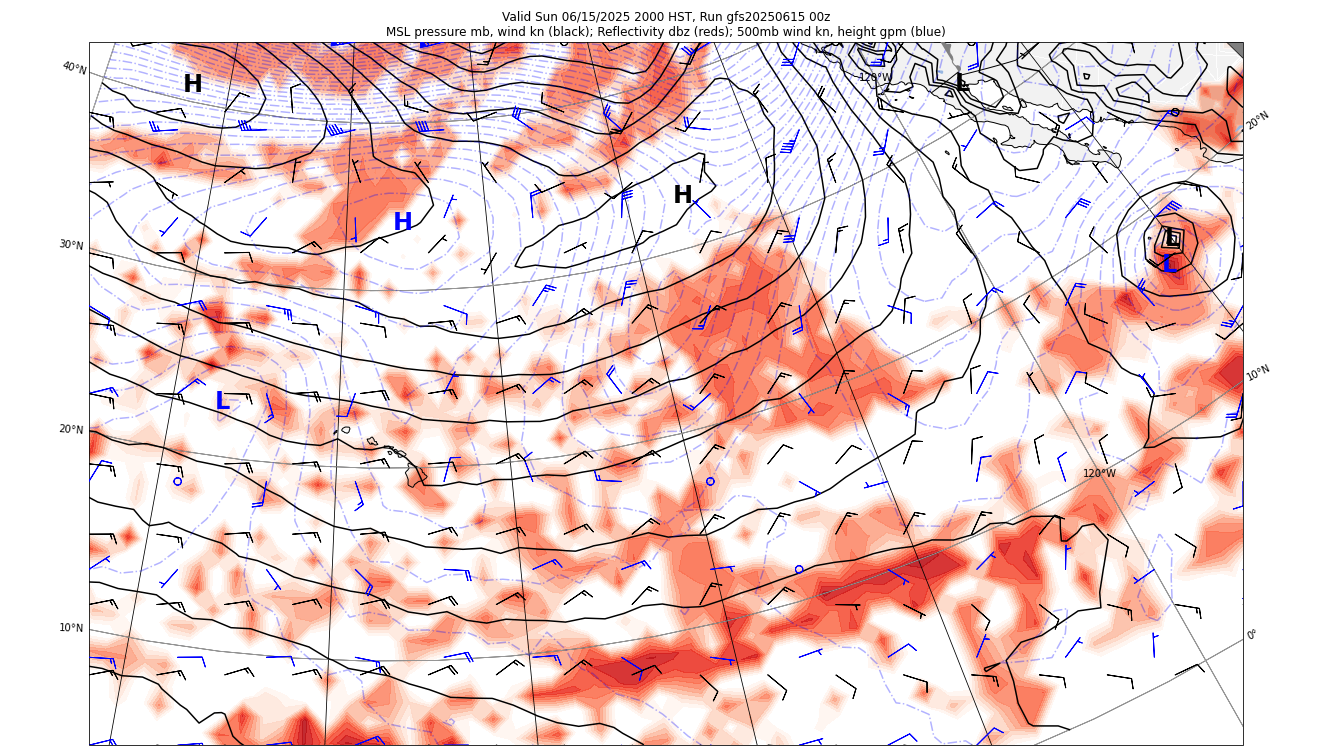 Valid Sun 06/15/2025 2000 HST, Run gfs20250615 00z
MSL pressure mb, wind kn (black); Reflectivity dbz (reds); 500mb wind kn, height gpm (blue)
40°N
H
120°W
L
20°N
H
H
30°N
L
L
10°N
L
20°N
120°W
10°N
0°